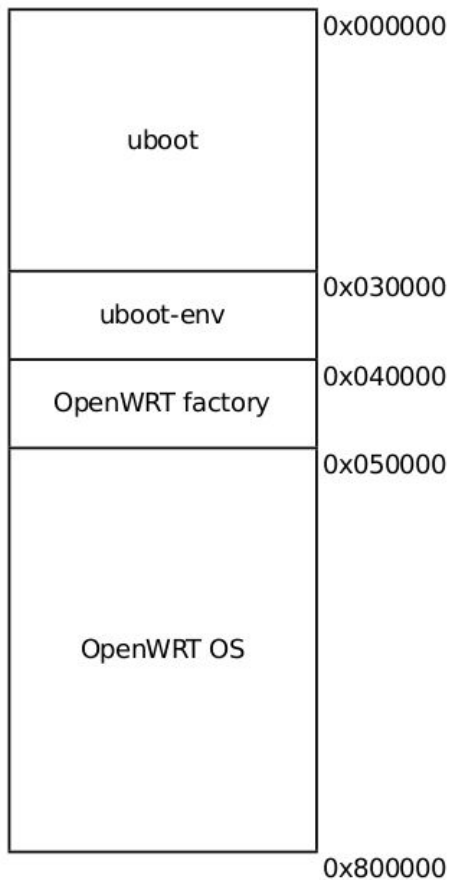 0x000000
uboot
0x030000
uboot-env
0x040000
OpenWRT factory
0x050000
OpenWRT OS
0x800000